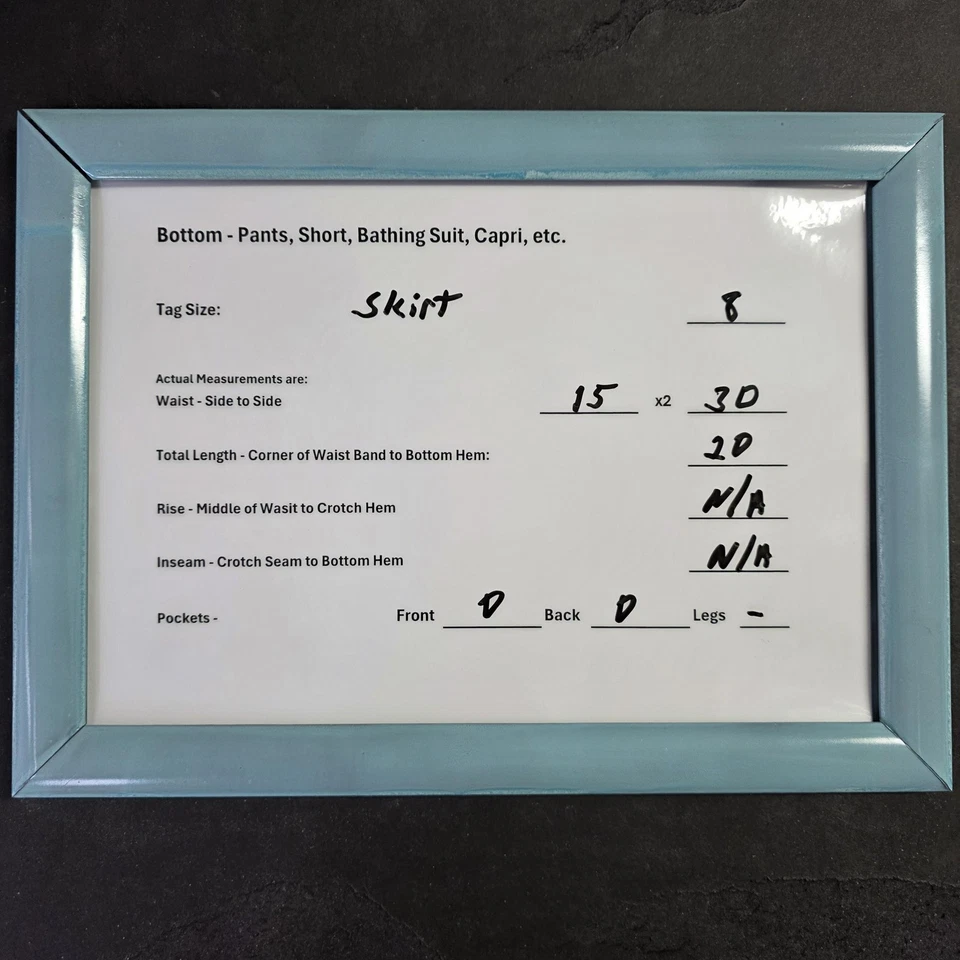 Bottom - Pants, Short, Bathing Suit, Capri, etc.
Tag Size: Skirt 8
Actual Measurements are:
Waist - Side to Side 15 x2 30
Total Length - Corner of Waist Band to Bottom Hem: 20
Rise - Middle of Wasit to Crotch Hem N/A
Inseam - Crotch Seam to Bottom Hem N/A
Pockets - Front 0 Back 0 Legs -